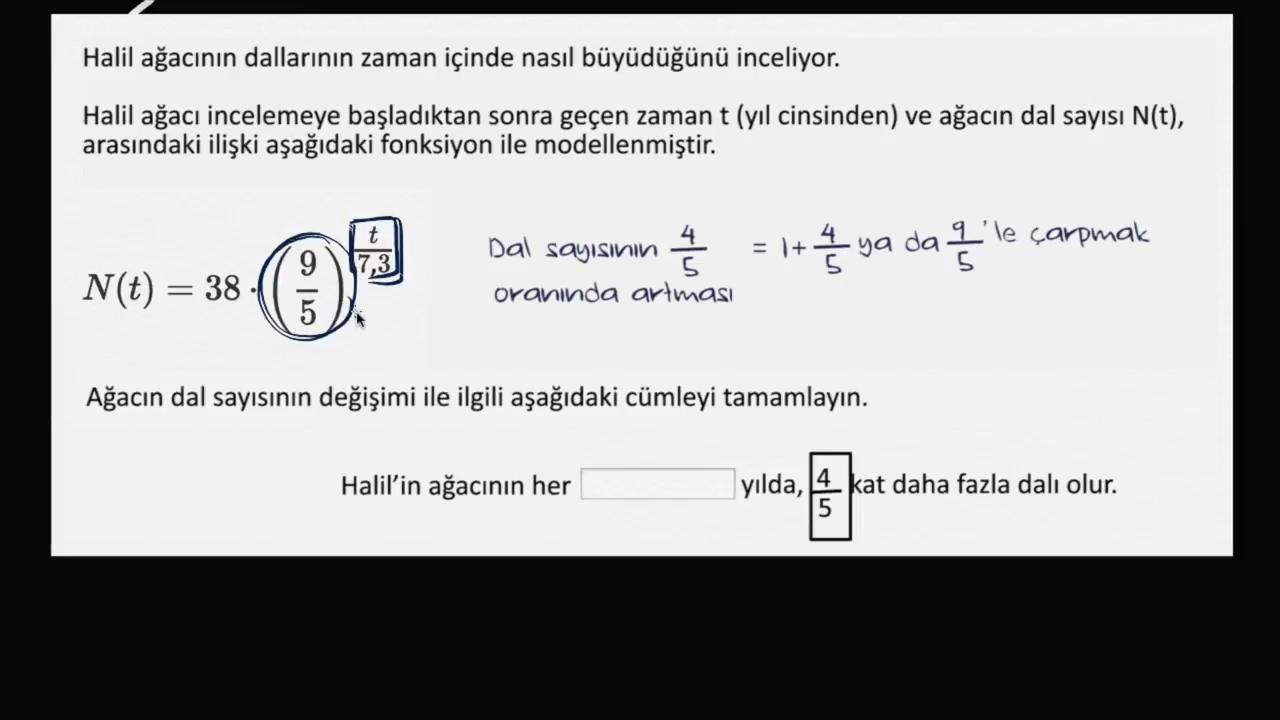 Halil ağacının dallarının zaman içinde nasıl büyüdüğünü inceliyor.
Halil ağacı incelemeye başladıktan sonra geçen zaman t (yıl cinsinden) ve ağacın dal sayısı N(t),
arasındaki ilişki aşağıdaki fonksiyon ile modellenmiştir.
N(t) = 38 · (9/5)^(t/7,3)
Dal sayısının 4/5 = 1+ 4/5 ya da 9/5 'le çarpmak
oranında artması
Ağacın dal sayısının değişimi ile ilgili aşağıdaki cümleyi tamamlayın.
Halil’in ağacının her yılda, 4/5 kat daha fazla dalı olur.